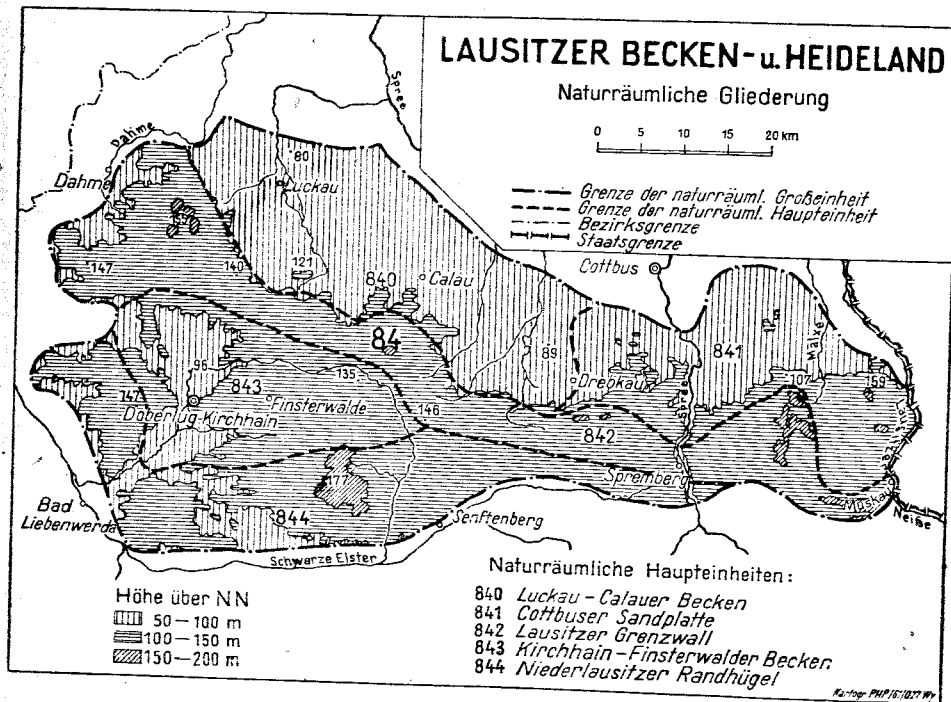 LAUSITZER BECKEN- u. HEIDELAND
Naturräumliche Gliederung
0 5 10 15 20 km
Grenze der naturräuml. Großeinheit
Grenze der naturräuml. Haupteinheit
Bezirksgrenze
Staatsgrenze
Spree
Dahme
Dahme
80
Luckau
147
140
121
840
Calau
Cottbus
84
841
Malxe
96
843
135
89
Drebkau
Spree
107
159
147
Doberlug-Kirchhain
Finsterwalde
146
842
Lausitzer
177
Spremberg
Muskau
Neiße
Bad
Liebenwerda
844
Senftenberg
Schwarze Elster
Höhe über NN
50-100 m
100-150 m
150-200 m
Naturräumliche Haupteinheiten:
840 Luckau-Calauer Becken
841 Cottbuser Sandplatte
842 Lausitzer Grenzwall
843 Kirchhain-Finsterwalder Becken
844 Niederlausitzer Randhügel
Kartogr.